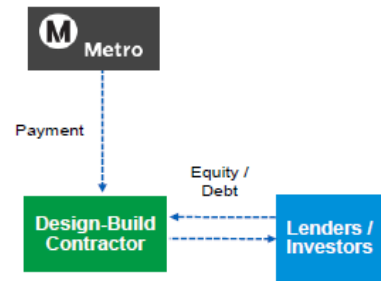 M
Metro
Payment
Equity /
Debt
Design-Build
Contractor
Lenders /
Investors